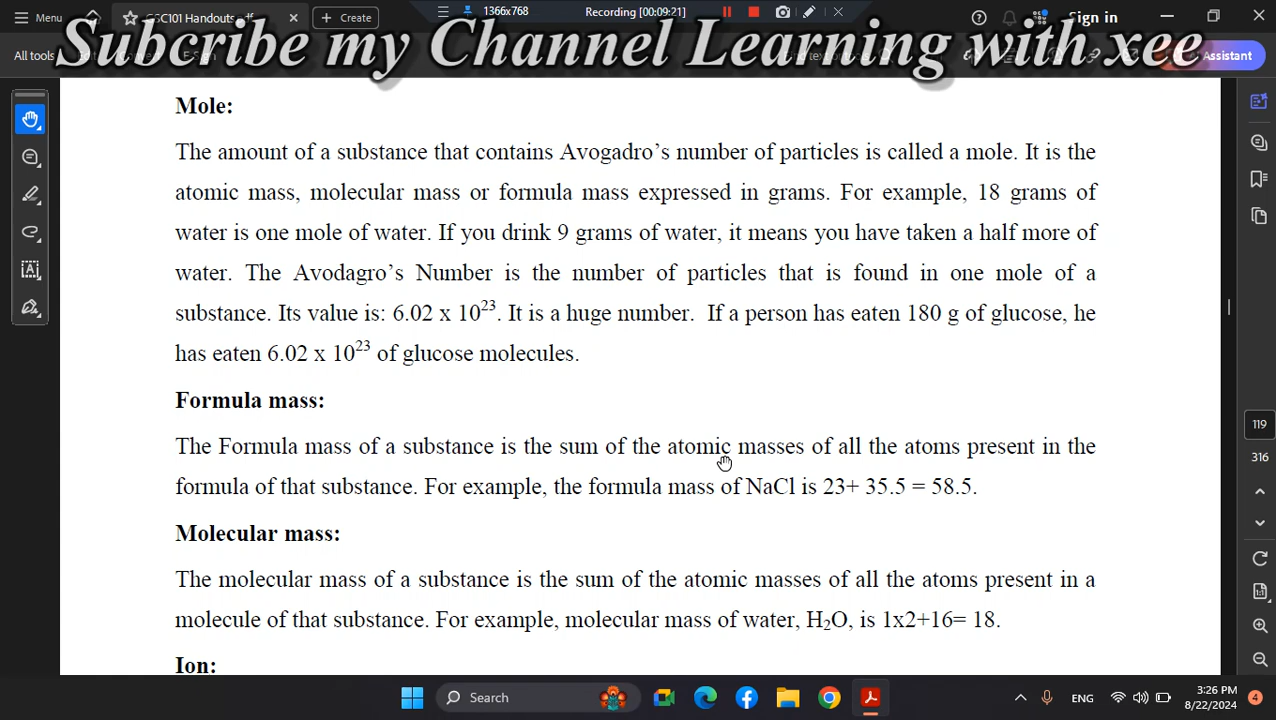 Menu
GSC101 Handouts.pdf
Create
1366x768
Recording [00:09:21]
Sign in
Subcribe my Channel Learning with xee
All tools
Assistant
Mole:
The amount of a substance that contains Avogadro's number of particles is called a mole. It is the
atomic mass, molecular mass or formula mass expressed in grams. For example, 18 grams of
water is one mole of water. If you drink 9 grams of water, it means you have taken a half more of
water. The Avodagro's Number is the number of particles that is found in one mole of a
substance. Its value is: 6.02 x 10²³. It is a huge number. If a person has eaten 180 g of glucose, he
has eaten 6.02 x 10²³ of glucose molecules.
Formula mass:
The Formula mass of a substance is the sum of the atomic masses of all the atoms present in the
formula of that substance. For example, the formula mass of NaCl is 23+ 35.5 = 58.5.
Molecular mass:
The molecular mass of a substance is the sum of the atomic masses of all the atoms present in a
molecule of that substance. For example, molecular mass of water, H₂O, is 1x2+16= 18.
Ion:
119
316
Search
ENG
3:26 PM
8/22/2024
4